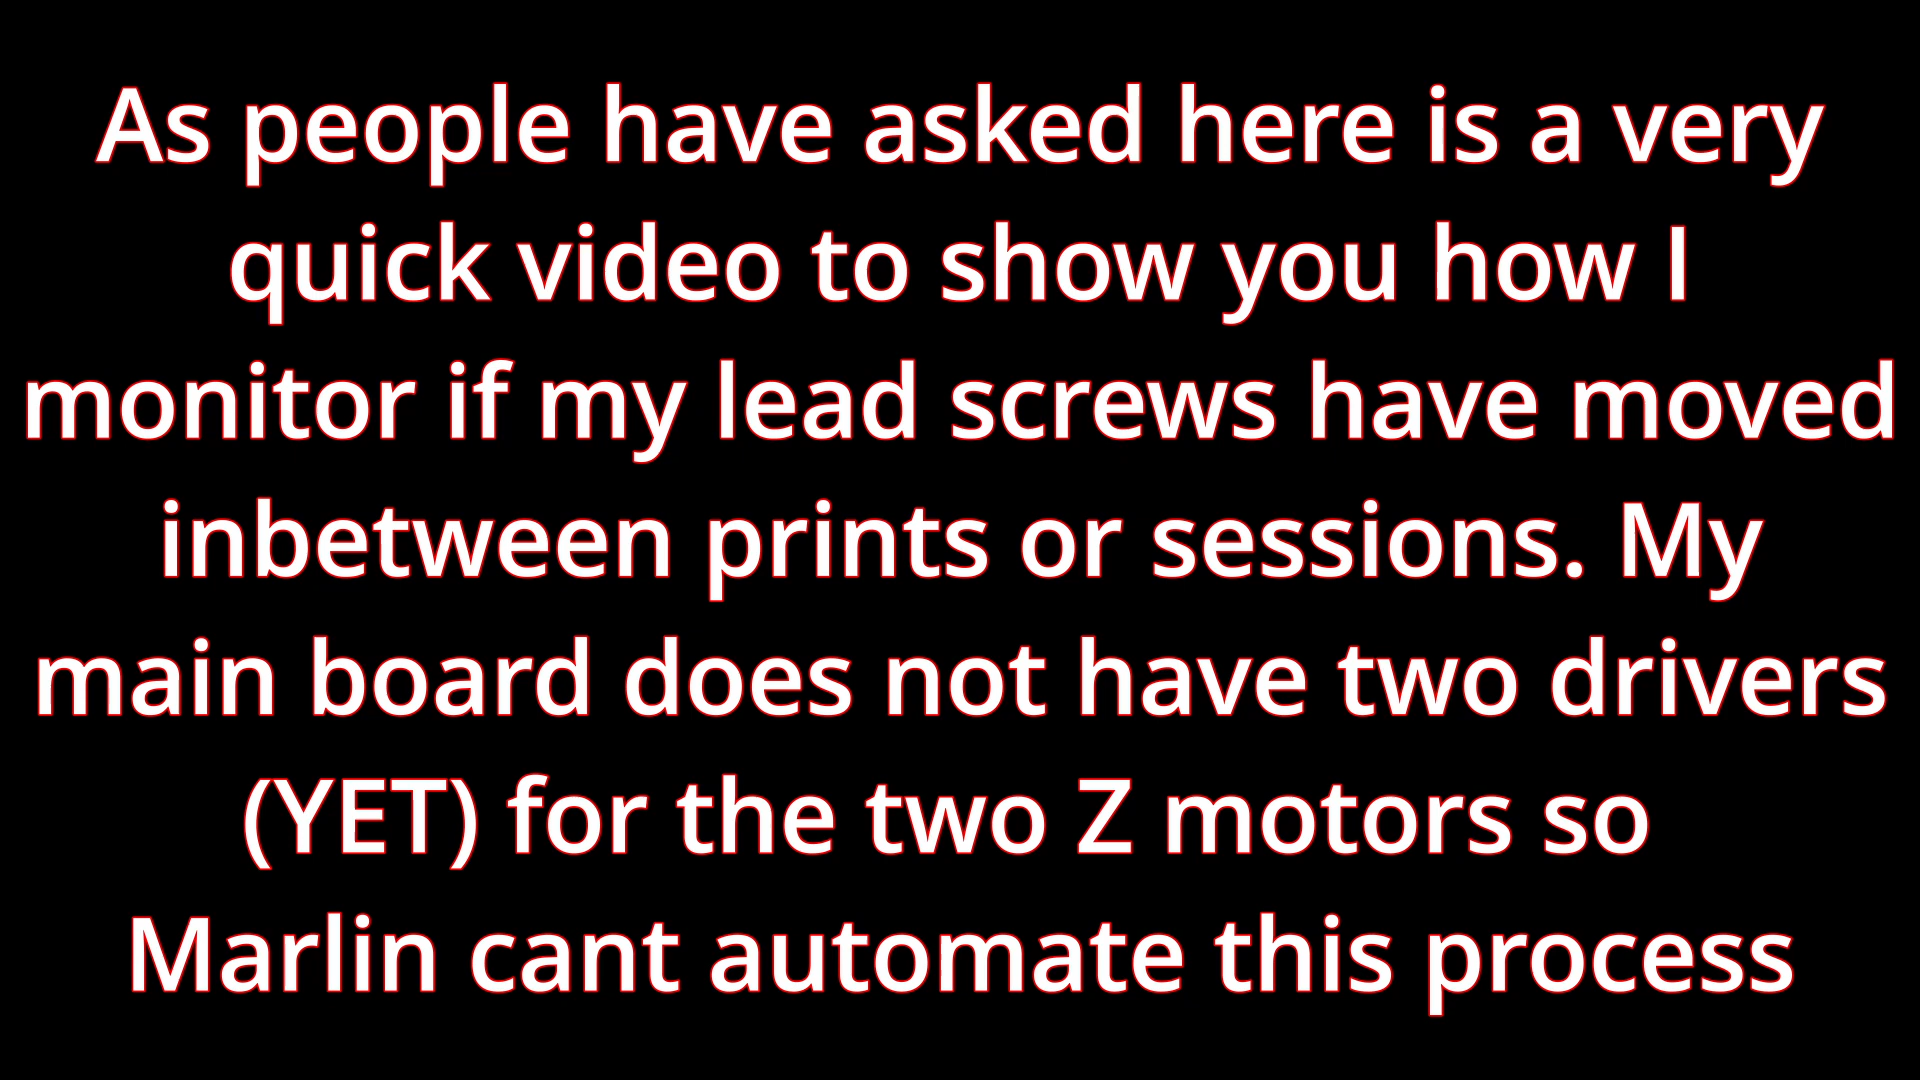 As people have asked here is a very
quick video to show you how I
monitor if my lead screws have moved
inbetween prints or sessions. My
main board does not have two drivers
(YET) for the two Z motors so
Marlin cant automate this process